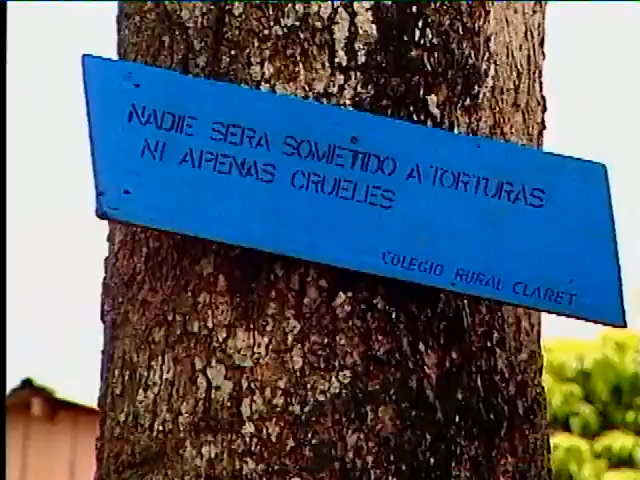 NADIE SERA SOMETIDO A TORTURAS
NI APENAS CRUELES
COLEGIO RURAL CLARET